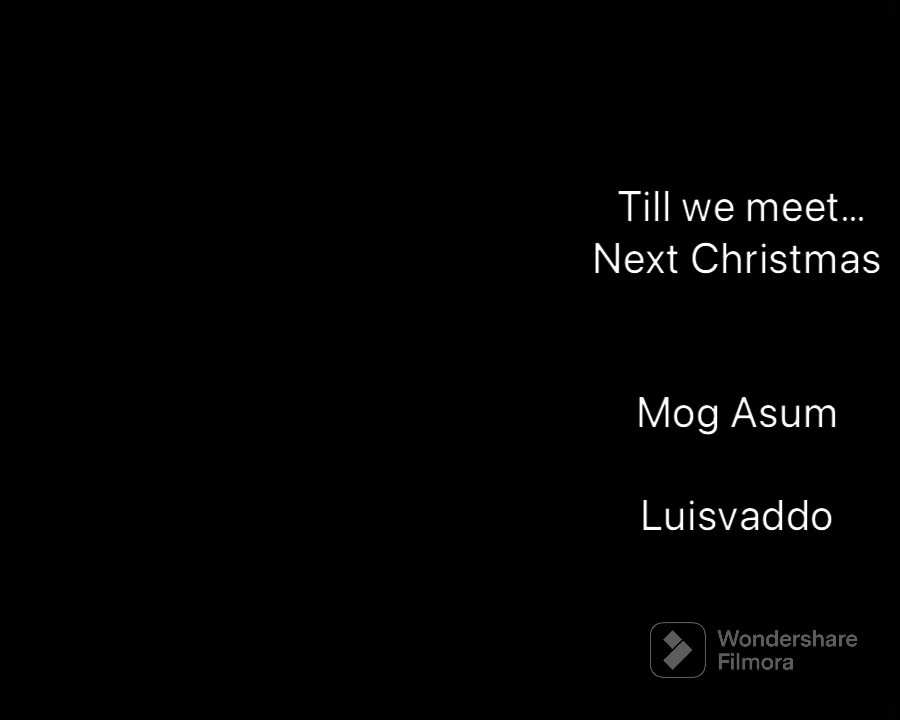 Till we meet...
Next Christmas
Mog Asum
Luisvaddo
Wondershare
Filmora